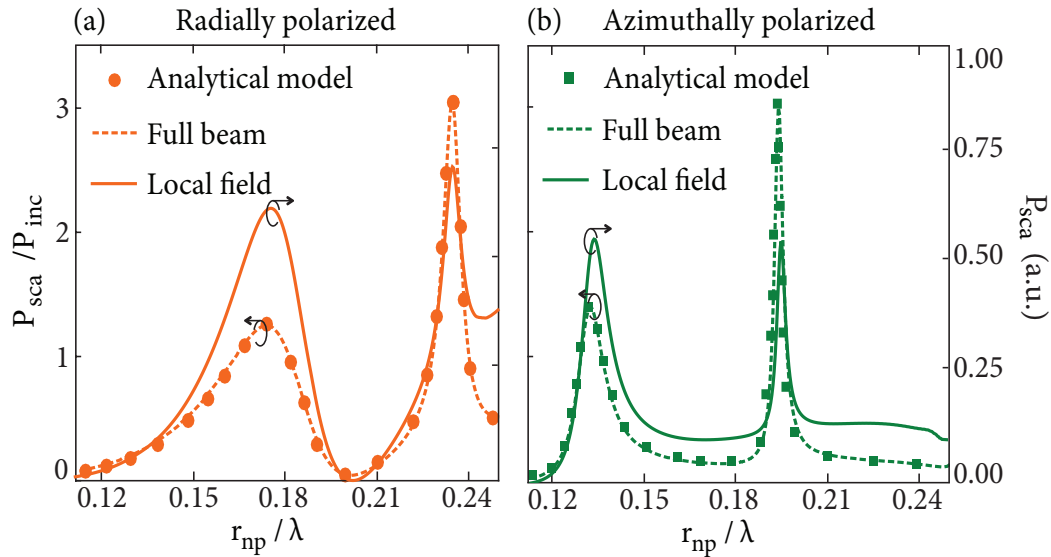 (a) Radially polarized
Analytical model
Full beam
Local field
3
2
1
0
P_sca /P_inc
0.12 0.15 0.18 0.21 0.24
r_np / λ
b) Azimuthally polarized
Analytical model
Full beam
Local field
1.00
0.75
0.50
0.25
0.00
P_sca (a.u.)
0.12 0.15 0.18 0.21 0.24
r_np / λ